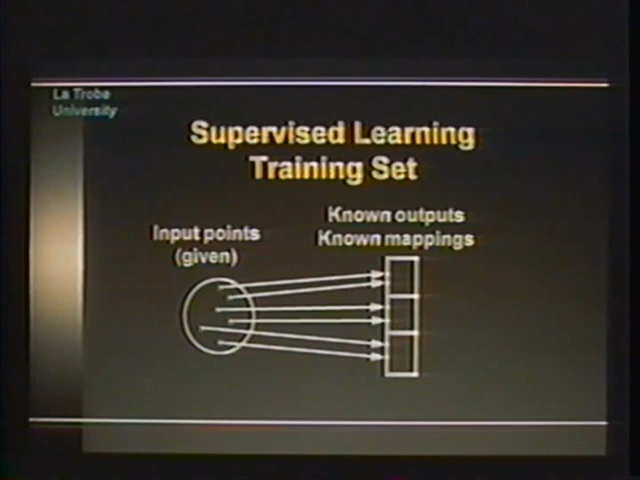 La Trobe
University
Supervised Learning
Training Set
Known outputs
Known mappings
Input points
(given)